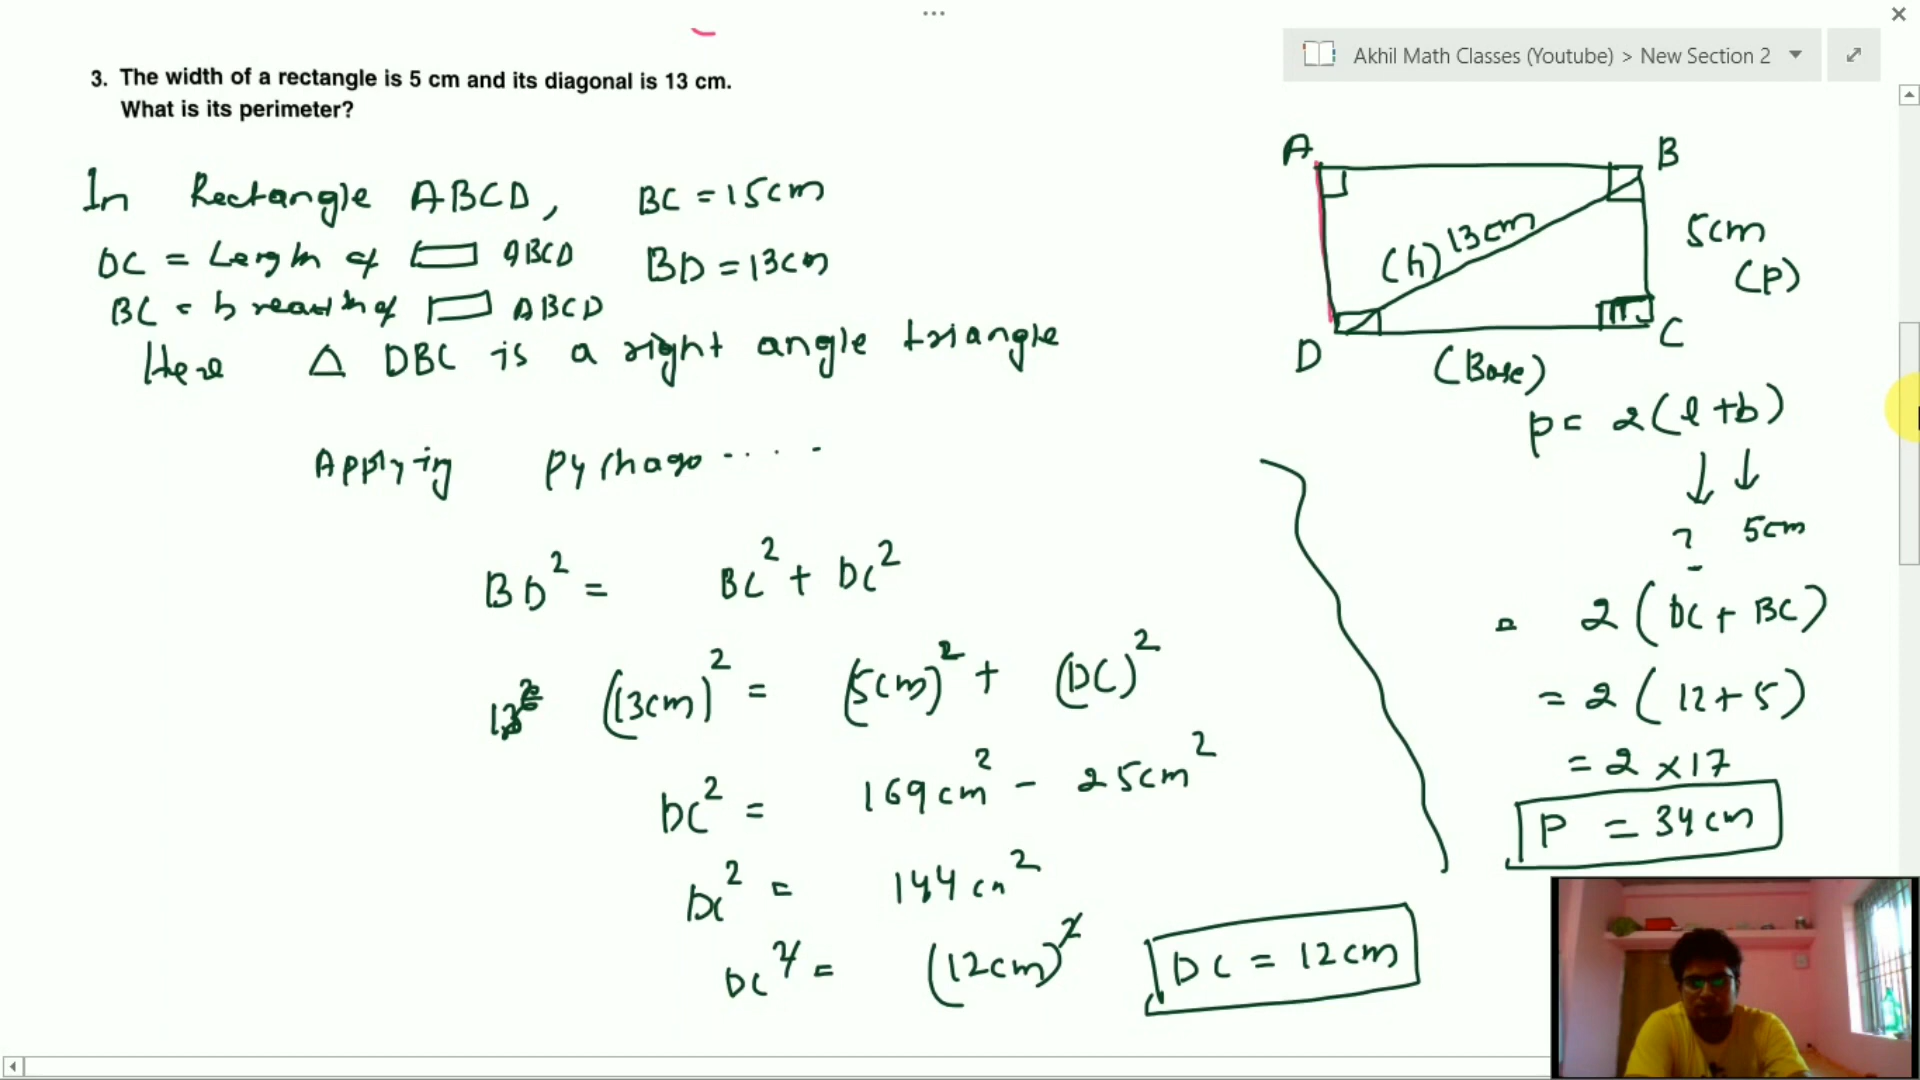 Akhil Math Classes (Youtube) > New Section 2
3. The width of a rectangle is 5 cm and its diagonal is 13 cm.
What is its perimeter?
In Rectangle ABCD, BC = 15cm
DC = Length of ▭ ABCD BD = 13cm
BC = breadth of ▭ ABCD
Here △ DBC is a right angle triangle
Applying Pythago....
BD² = BC² + DC²
(13cm)² = (5cm)² + (DC)²
DC² = 169cm² - 25cm²
DC² = 144cm²
DC² = (12cm)² DC = 12cm
A B
(h) 13cm 5cm
(P)
D C
(Base)
P = 2(l+b)
↓ ↓
? 5cm
= 2(DC + BC)
= 2(12+5)
= 2 x 17
P = 34cm